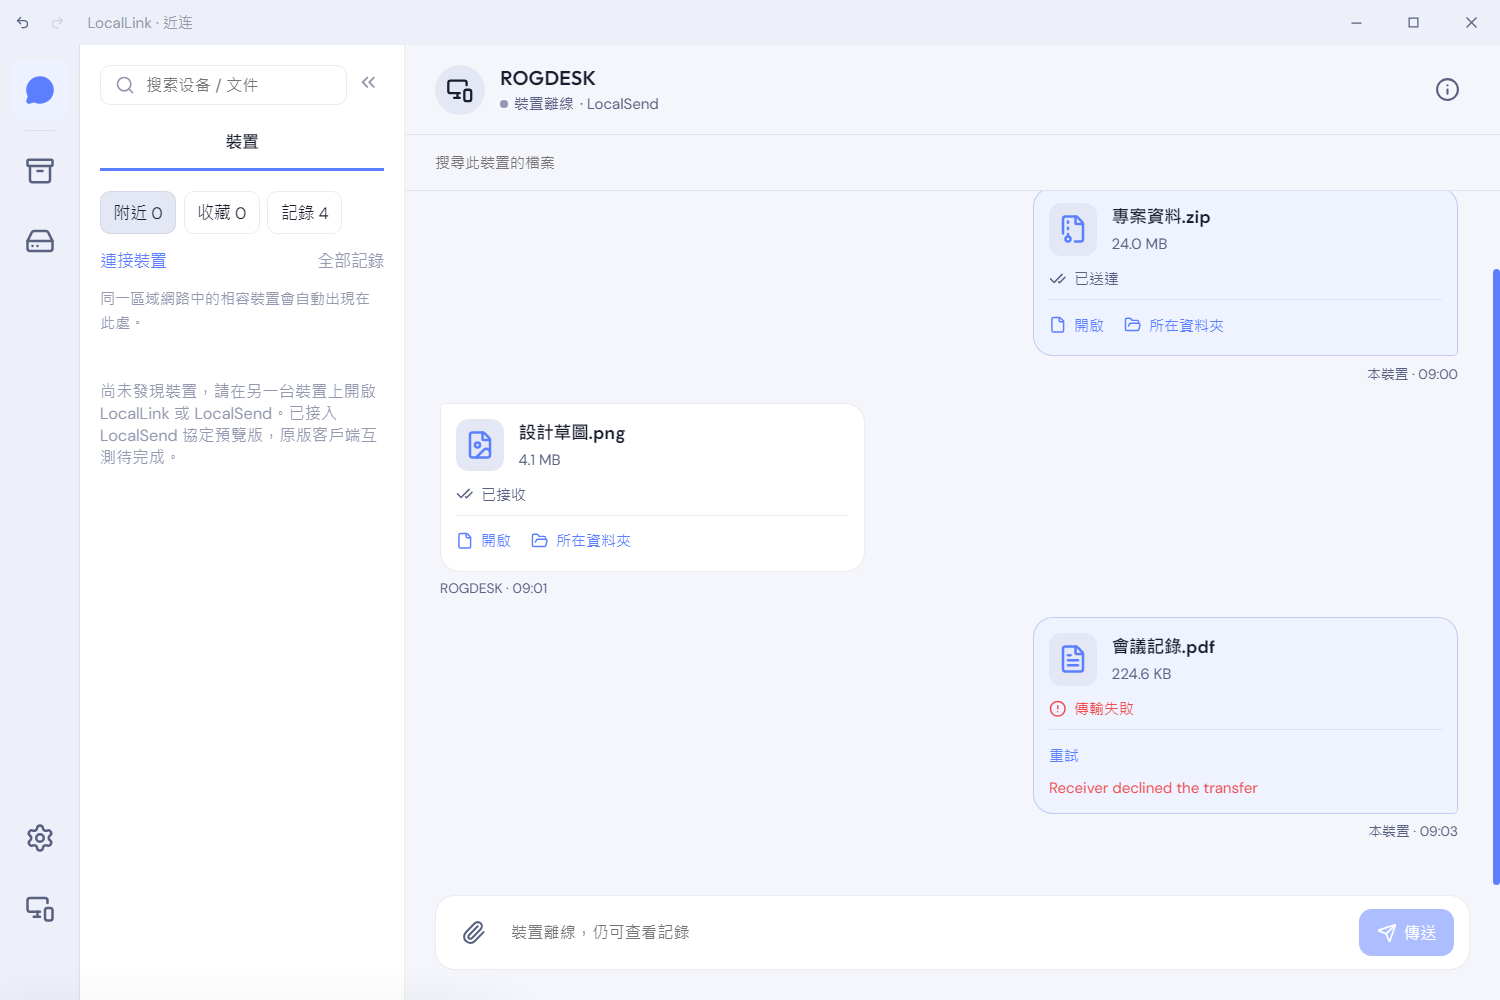 LocalLink · 近连
搜索设备 / 文件
裝置
附近 0
收藏 0
記錄 4
連接裝置
全部記錄
同一區域網路中的相容裝置會自動出現在
此處。
尚未發現裝置，請在另一台裝置上開啟
LocalLink 或 LocalSend。已接入
LocalSend 協定預覽版，原版客戶端互
測待完成。
ROGDESK
裝置離線 · LocalSend
搜尋此裝置的檔案
專案資料.zip
24.0 MB
已送達
開啟
所在資料夾
本裝置 · 09:00
設計草圖.png
4.1 MB
已接收
開啟
所在資料夾
ROGDESK · 09:01
會議記錄.pdf
224.6 KB
傳輸失敗
重試
Receiver declined the transfer
本裝置 · 09:03
裝置離線，仍可查看記錄
傳送